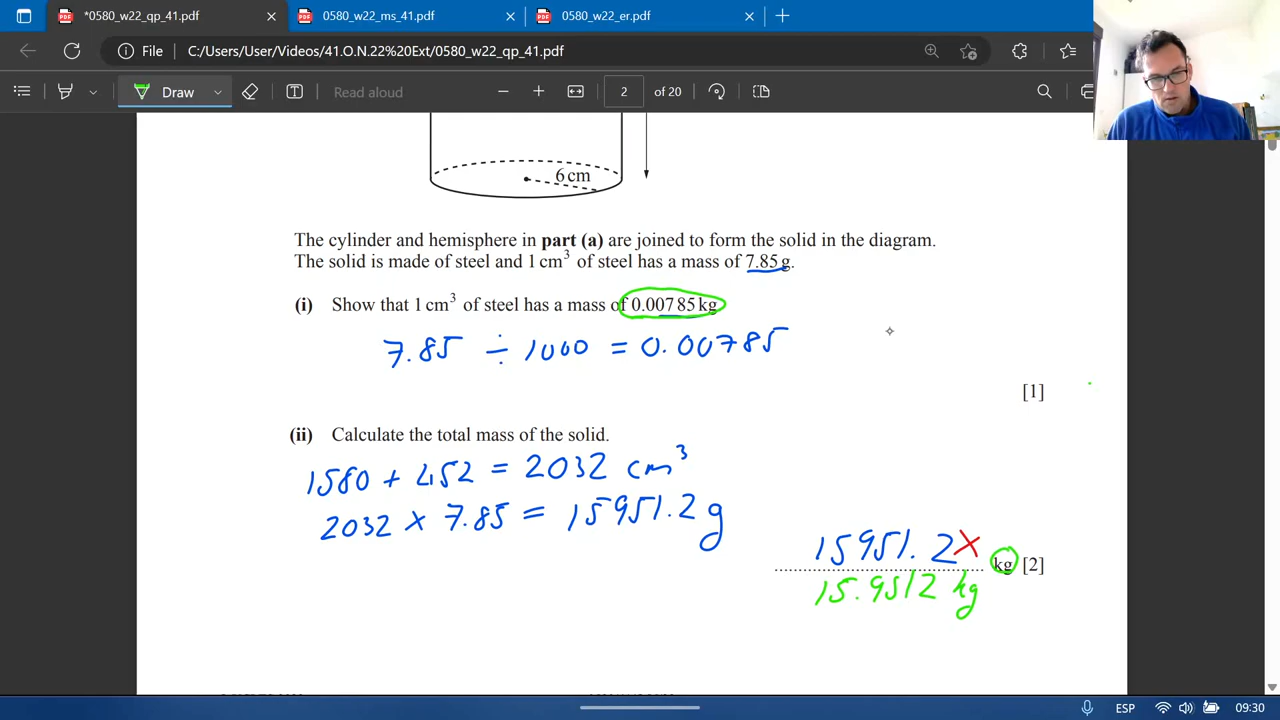 *0580_w22_qp_41.pdf
0580_w22_ms_41.pdf
0580_w22_er.pdf
File
C:/Users/User/Videos/41.O.N.22%20Ext/0580_w22_qp_41.pdf
Draw
Read aloud
2
of 20
6 cm
The cylinder and hemisphere in part (a) are joined to form the solid in the diagram.
The solid is made of steel and 1 cm³ of steel has a mass of 7.85 g.
(i) Show that 1 cm³ of steel has a mass of 0.00785 kg
7.85 ÷ 1000 = 0.00785
[1]
(ii) Calculate the total mass of the solid.
1580 + 452 = 2032 cm³
2032 × 7.85 = 15951.2 g
15951.2 X
kg [2]
15.9512 kg
ESP
09:30